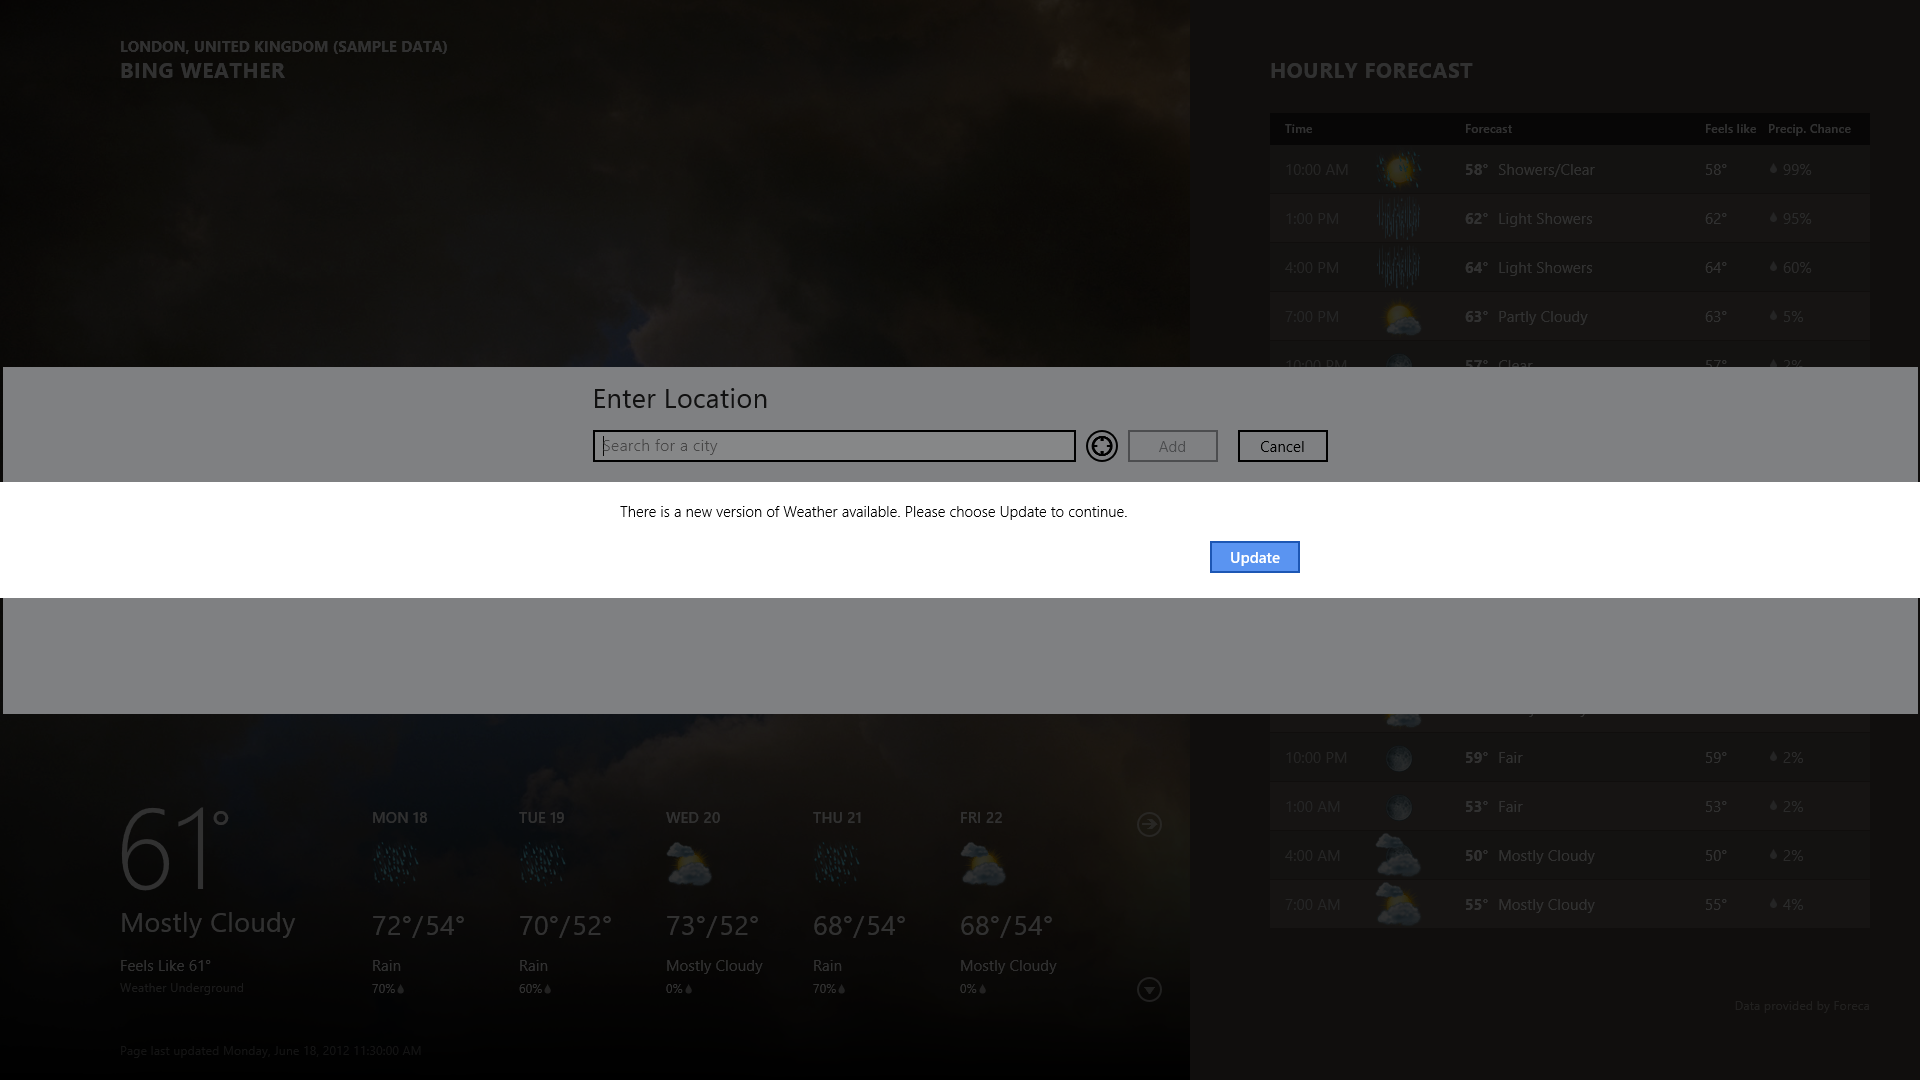 LONDON, UNITED KINGDOM (SAMPLE DATA)
BING WEATHER
HOURLY FORECAST
Time Forecast Feels like Precip. Chance
10:00 AM 58° Showers/Clear 58° 99%
1:00 PM 62° Light Showers 62° 95%
4:00 PM 64° Light Showers 64° 60%
7:00 PM 63° Partly Cloudy 63° 5%
10:00 PM 57° Clear 57° 2%
Enter Location
Search for a city
Add
Cancel
There is a new version of Weather available. Please choose Update to continue.
Update
10:00 PM 59° Fair 59° 2%
1:00 AM 53° Fair 53° 2%
4:00 AM 50° Mostly Cloudy 50° 2%
7:00 AM 55° Mostly Cloudy 55° 4%
61°
Mostly Cloudy
Feels Like 61°
Weather Underground
MON 18
72°/54°
Rain
70%
TUE 19
70°/52°
Rain
60%
WED 20
73°/52°
Mostly Cloudy
0%
THU 21
68°/54°
Rain
70%
FRI 22
68°/54°
Mostly Cloudy
0%
Data provided by Foreca
Page last updated Monday, June 18, 2012 11:30:00 AM